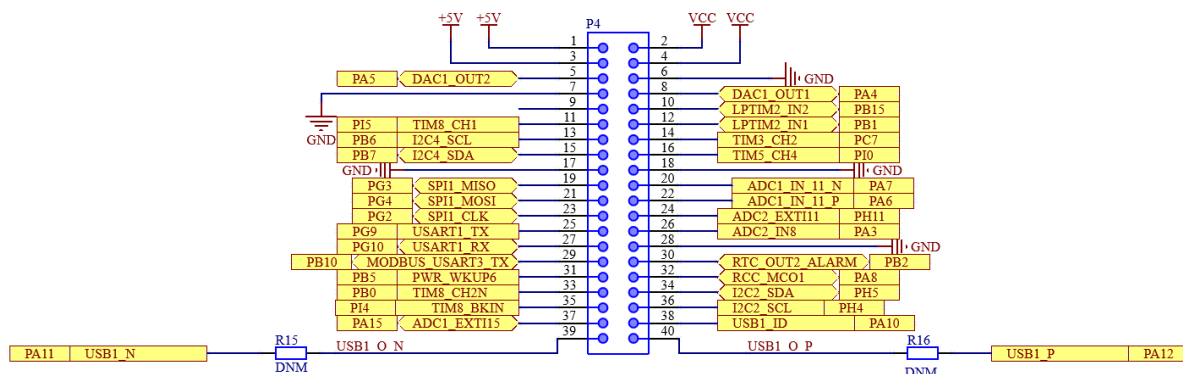 +5V +5V P4 VCC VCC
1 2
3 4
PA5 DAC1_OUT2 5 6 GND
7 8 DAC1_OUT1 PA4
9 10 LPTIM2_IN2 PB15
PI5 TIM8_CH1 11 12 LPTIM2_IN1 PB1
GND
PB6 I2C4_SCL 13 14 TIM3_CH2 PC7
PB7 I2C4_SDA 15 16 TIM5_CH4 PI0
GND 17 18 GND
PG3 SPI1_MISO 19 20 ADC1_IN_11_N PA7
PG4 SPI1_MOSI 21 22 ADC1_IN_11_P PA6
PG2 SPI1_CLK 23 24 ADC2_EXTI11 PH11
PG9 USART1_TX 25 26 ADC2_IN8 PA3
PG10 USART1_RX 27 28 GND
PB10 MODBUS_USART3_TX 29 30 RTC_OUT2_ALARM PB2
PB5 PWR_WKUP6 31 32 RCC_MCO1 PA8
PB0 TIM8_CH2N 33 34 I2C2_SDA PH5
PI4 TIM8_BKIN 35 36 I2C2_SCL PH4
PA15 ADC1_EXTI15 37 38 USB1_ID PA10
R15 USB1_O_N 39 40 USB1_O_P R16
PA11 USB1_N USB1_P PA12
DNM DNM